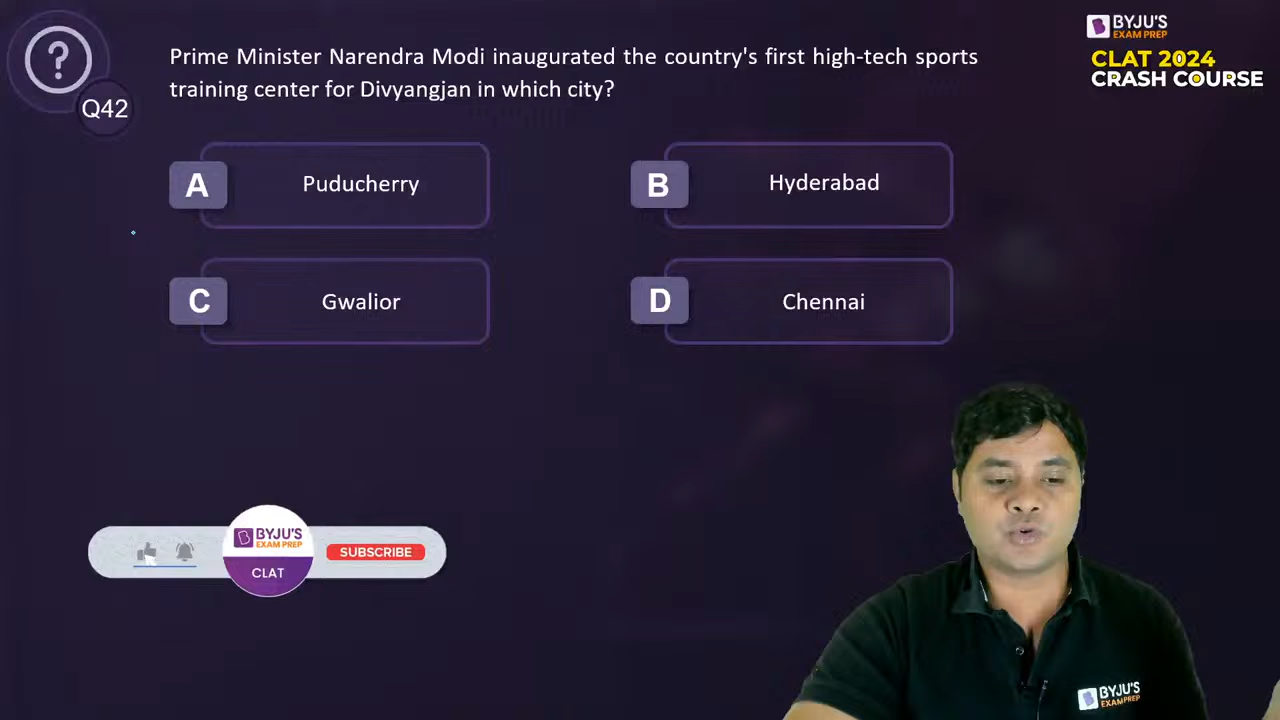 ?
Q42
Prime Minister Narendra Modi inaugurated the country's first high-tech sports
training center for Divyangjan in which city?
BYJU'S
EXAM PREP
CLAT 2024
CRASH COURSE
A
Puducherry
B
Hyderabad
C
Gwalior
D
Chennai
BYJU'S
EXAM PREP
CLAT
SUBSCRIBE
BYJU'S
EXAM PREP